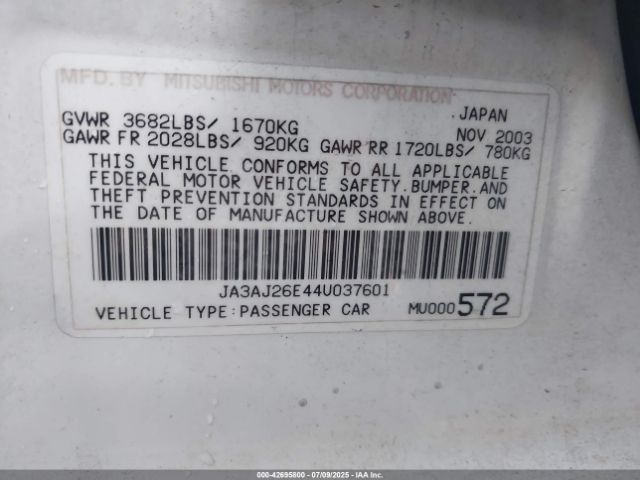 MFD. BY MITSUBISHI MOTORS CORPORATION
JAPAN
GVWR 3682LBS/ 1670KG NOV 2003
GAWR FR 2028LBS/ 920KG GAWR RR 1720LBS/ 780KG
THIS VEHICLE CONFORMS TO ALL APPLICABLE
FEDERAL MOTOR VEHICLE SAFETY.BUMPER.AND
THEFT PREVENTION STANDARDS IN EFFECT ON
THE DATE OF MANUFACTURE SHOWN ABOVE.
JA3AJ26E44U037601
VEHICLE TYPE:PASSENGER CAR MU000572
000-42695800 - 07/09/2025 - IAAI.COM